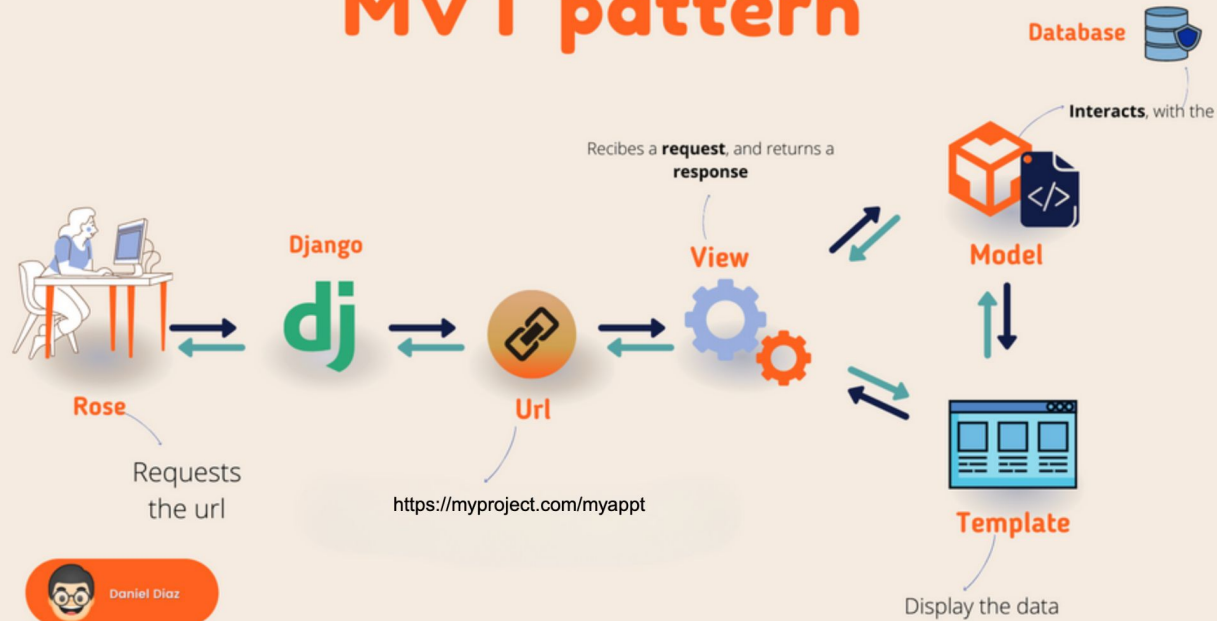 MVT pattern
Database
Interacts, with the
Recibes a request, and returns a
response
Django
View
Model
dj
Rose
Url
Requests
the url
https://myproject.com/myappt
Template
Daniel Diaz
Display the data